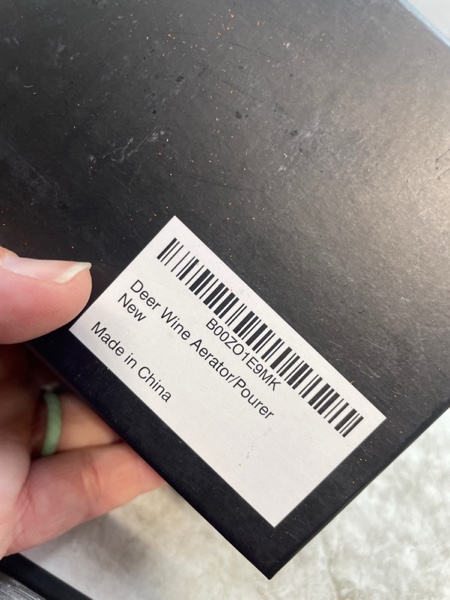 B00ZO1E9MK
Deer Wine Aerator/Pourer
New
Made in China